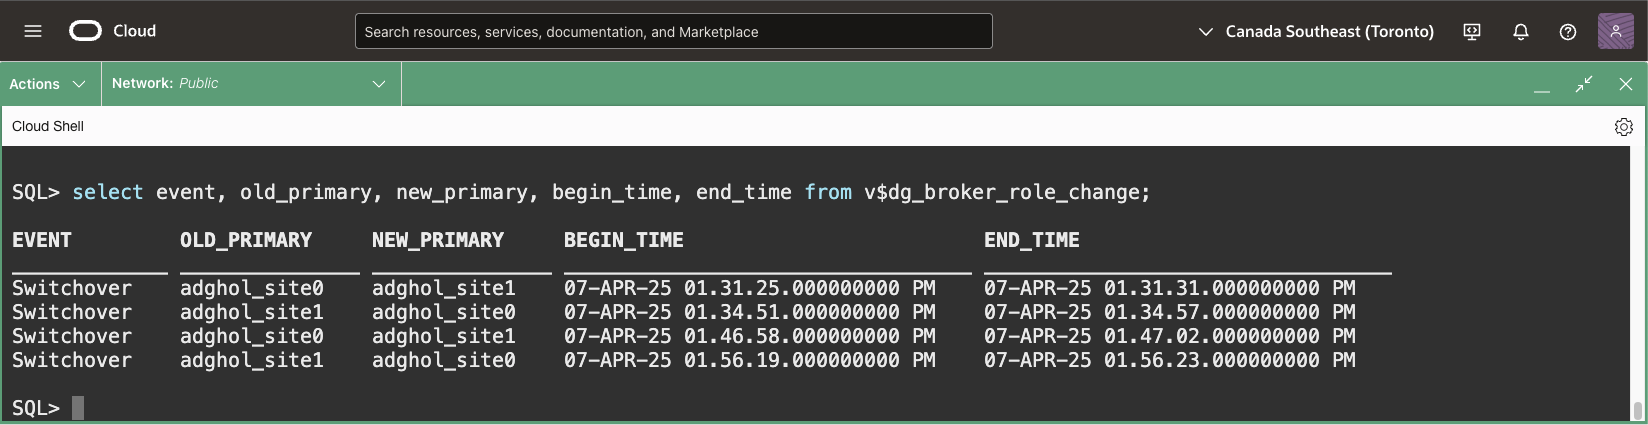 Cloud
Search resources, services, documentation, and Marketplace
Canada Southeast (Toronto)
Actions
Network: Public
Cloud Shell
SQL> select event, old_primary, new_primary, begin_time, end_time from v$dg_broker_role_change;
EVENT OLD_PRIMARY NEW_PRIMARY BEGIN_TIME END_TIME
Switchover adghol_site0 adghol_site1 07-APR-25 01.31.25.000000000 PM 07-APR-25 01.31.31.000000000 PM
Switchover adghol_site1 adghol_site0 07-APR-25 01.34.51.000000000 PM 07-APR-25 01.34.57.000000000 PM
Switchover adghol_site0 adghol_site1 07-APR-25 01.46.58.000000000 PM 07-APR-25 01.47.02.000000000 PM
Switchover adghol_site1 adghol_site0 07-APR-25 01.56.19.000000000 PM 07-APR-25 01.56.23.000000000 PM
SQL>